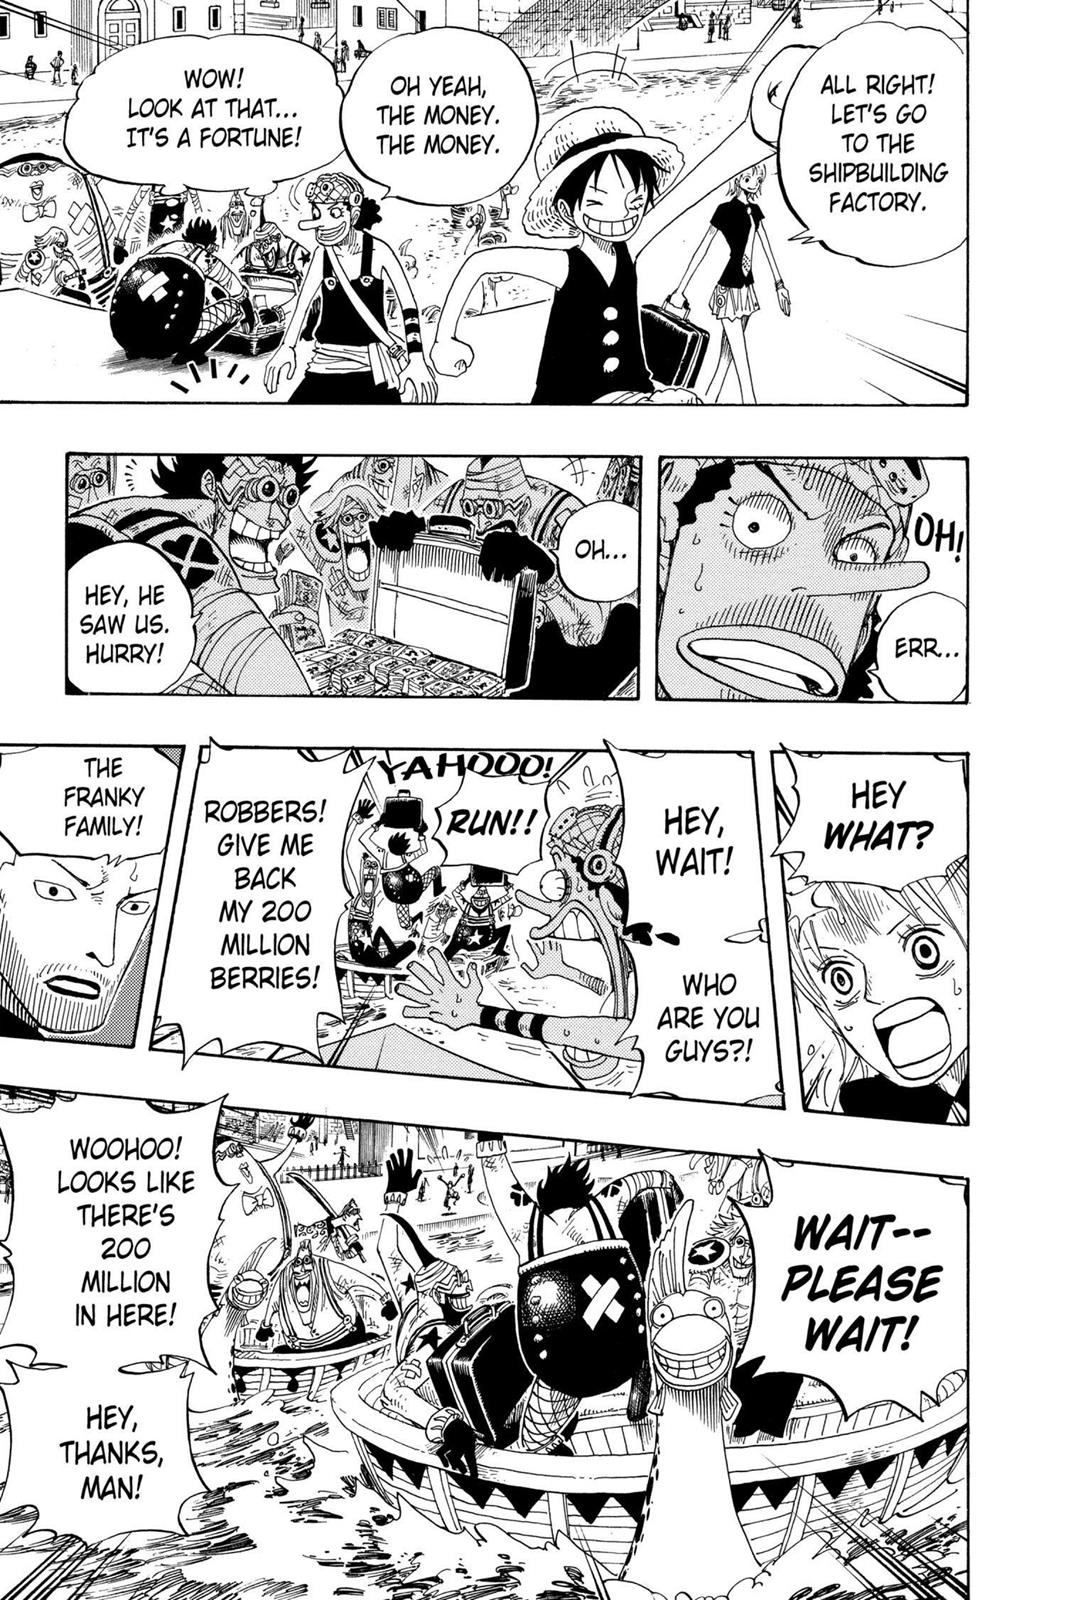 ALL RIGHT!
LET'S GO
TO THE
SHIPBUILDING
FACTORY.
OH YEAH,
THE MONEY.
THE MONEY.
WOW!
LOOK AT THAT...
IT'S A FORTUNE!
OH!
ERR...
OH...
HEY, HE
SAW US.
HURRY!
HEY
WHAT?
HEY,
WAIT!
WHO
ARE YOU
GUYS?!
YAHOOO!
RUN!!
ROBBERS!
GIVE ME
BACK
MY 200
MILLION
BERRIES!
THE
FRANKY
FAMILY!
WAIT--
PLEASE
WAIT!
WOOHOO!
LOOKS LIKE
THERE'S
200
MILLION
IN HERE!
HEY,
THANKS,
MAN!